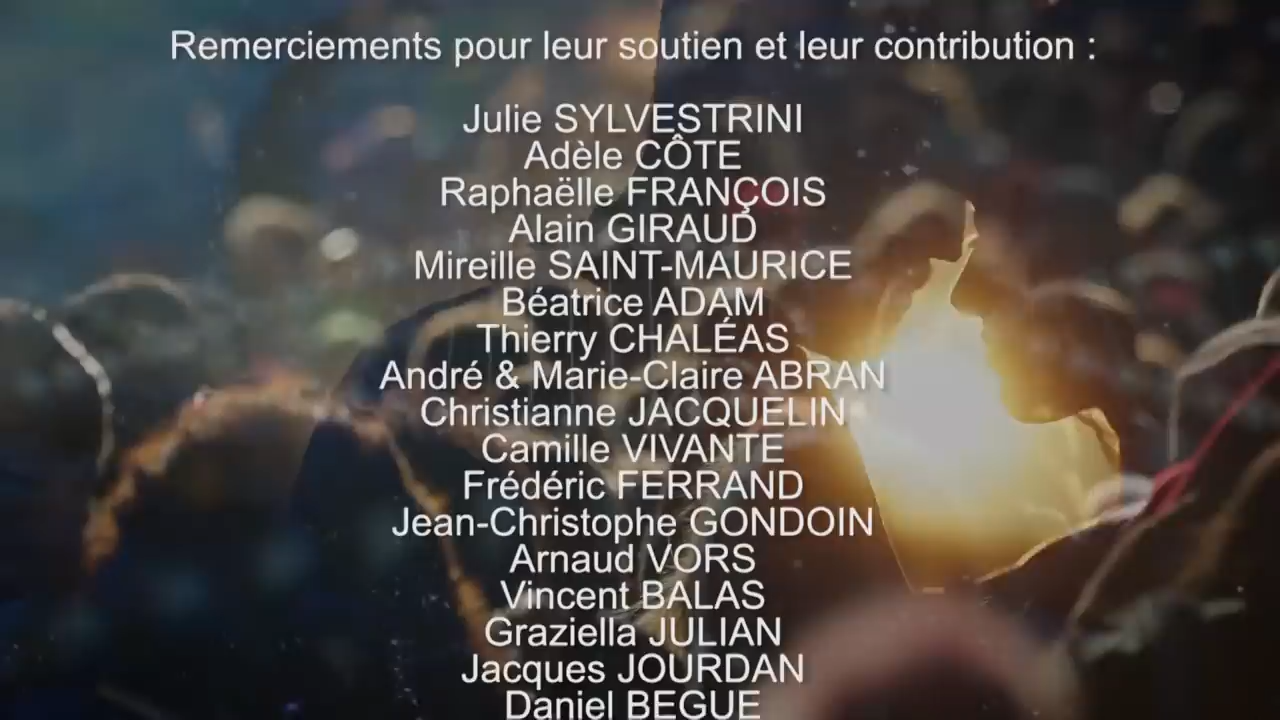 Remerciements pour leur soutien et leur contribution :
Julie SYLVESTRINI
Adèle CÔTE
Raphaëlle FRANÇOIS
Alain GIRAUD
Mireille SAINT-MAURICE
Béatrice ADAM
Thierry CHALÉAS
André & Marie-Claire ABRAN
Christianne JACQUELIN
Camille VIVANTE
Frédéric FERRAND
Jean-Christophe GONDOIN
Arnaud VORS
Vincent BALAS
Graziella JULIAN
Jacques JOURDAN
Daniel BEGUE